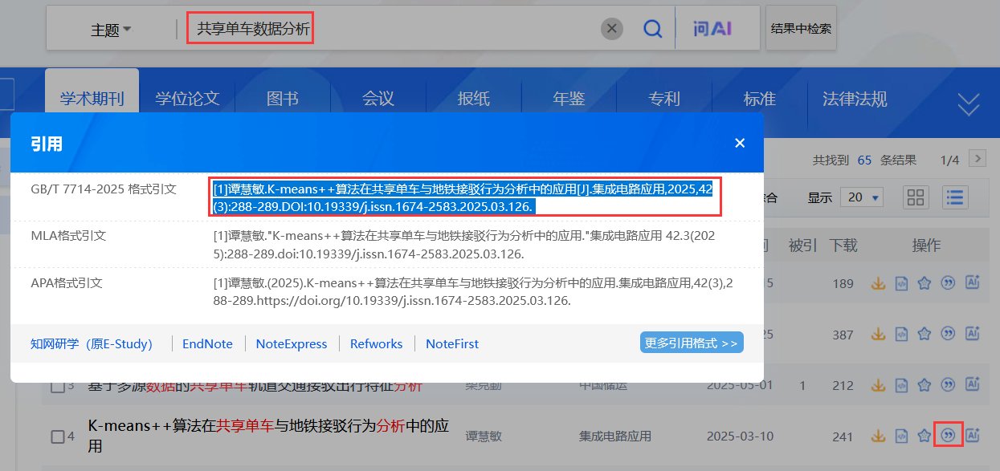 主题
共享单车数据分析
问AI
结果中检索
学术期刊
学位论文
图书
会议
报纸
年鉴
专利
标准
法律法规
引用
共找到 65 条结果 1/4
GB/T 7714-2025 格式引文
[1]谭慧敏.K-means++算法在共享单车与地铁接驳行为分析中的应用[J].集成电路应用,2025,42
(3):288-289.DOI:10.19339/j.issn.1674-2583.2025.03.126.
显示 20
MLA格式引文
[1]谭慧敏."K-means++算法在共享单车与地铁接驳行为分析中的应用."集成电路应用 42.3(202
5):288-289.doi:10.19339/j.issn.1674-2583.2025.03.126.
被引 下载 操作
APA格式引文
[1]谭慧敏.(2025).K-means++算法在共享单车与地铁接驳行为分析中的应用.集成电路应用,42(3),2
88-289.https://doi.org/10.19339/j.issn.1674-2583.2025.03.126.
5 189
知网研学（原E-Study）
EndNote
NoteExpress
Refworks
NoteFirst
更多引用格式 >>
25 387
3 基于多源数据的共享单车轨道交通接驳出行特征分析 中国储运 2025-05-01 1 212
4 K-means++算法在共享单车与地铁接驳行为分析中的应
用 谭慧敏 集成电路应用 2025-03-10 241